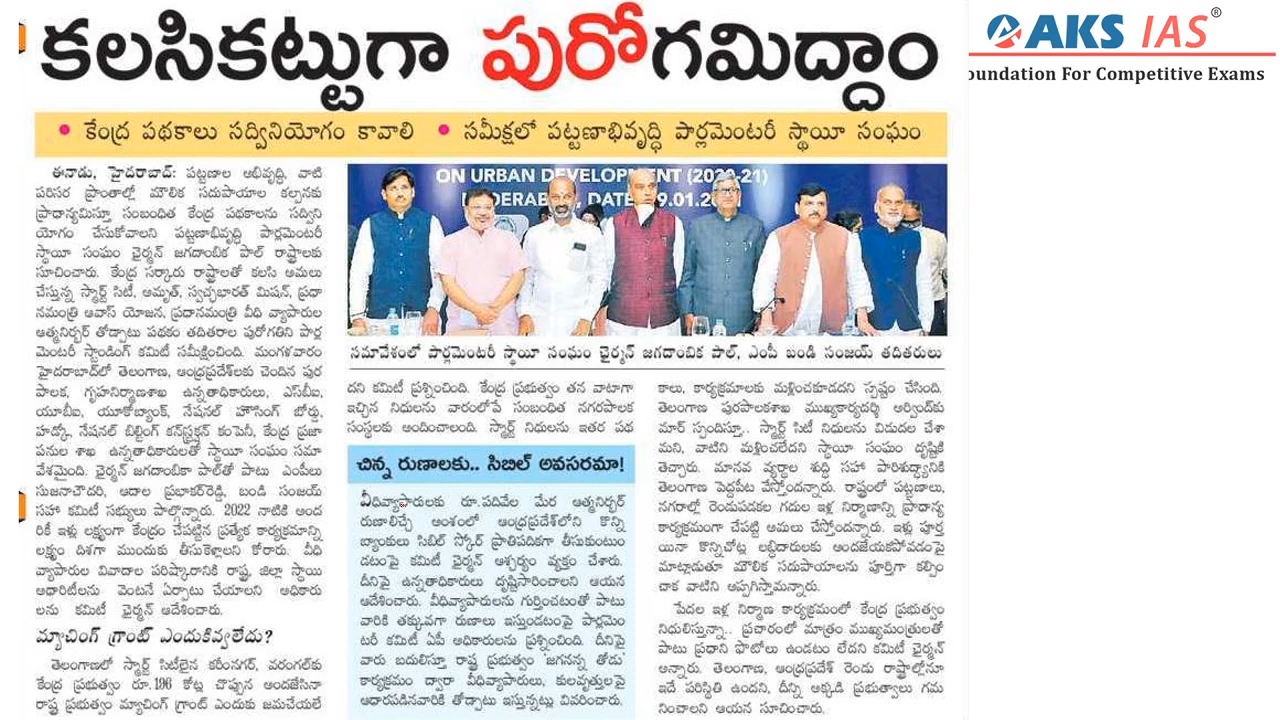 కలసికట్టుగా పురోగమిద్దాం
• కేంద్ర పథకాలు సద్వినియోగం కావాలి • సమీక్షలో పట్టణాభివృద్ధి పార్లమెంటరీ స్థాయీ సంఘం
AKS IAS®
oundation For Competitive Exams
ఈనాడు, హైదరాబాద్: పట్టణాల అభివృద్ధి, వాటి
పరిసర ప్రాంతాల్లో మౌలిక సదుపాయాల కల్పనకు
ప్రాధాన్యమిస్తూ సంబంధిత కేంద్ర పథకాలను సద్విని
యోగం చేసుకోవాలని పట్టణాభివృద్ధి పార్లమెంటరీ
స్థాయీ సంఘం ఛైర్మన్ జగదాంబిక పాల్ రాష్ట్రాలకు
సూచించారు. కేంద్ర సర్కారు రాష్ట్రాలతో కలసి అమలు
చేస్తున్న స్మార్ట్ సిటీ, అమృత్, స్వచ్ఛభారత్ మిషన్, ప్రధా
నమంత్రి ఆవాస్ యోజన, ప్రధానమంత్రి వీధి వ్యాపారుల
ఆత్మనిర్భర్ తోడ్పాటు పథకం తదితరాల పురోగతిని పార్ల
మెంటరీ స్టాండింగ్ కమిటీ సమీక్షించింది. మంగళవారం
హైదరాబాద్‌లో తెలంగాణ, ఆంధ్రప్రదేశ్‌లకు చెందిన పుర
పాలక, గృహనిర్మాణశాఖ ఉన్నతాధికారులు, ఎస్‌బీఐ,
యూబీఐ, యూకోబ్యాంక్, నేషనల్ హౌసింగ్ బోర్డు,
హడ్కో, నేషనల్ బిల్డింగ్ కన్‌స్ట్రక్షన్ కంపెనీ, కేంద్ర ప్రజా
పనుల శాఖ ఉన్నతాధికారులతో స్థాయీ సంఘం సమా
వేశమైంది. ఛైర్మన్ జగదాంబికా పాల్‌తో పాటు ఎంపీలు
సుజనాచౌదరి, ఆదాల ప్రభాకర్‌రెడ్డి, బండి సంజయ్
సహా కమిటీ సభ్యులు పాల్గొన్నారు. 2022 నాటికి అంద
రికీ ఇళ్లు లక్ష్యంగా కేంద్రం చేపట్టిన ప్రత్యేక కార్యక్రమాన్ని
లక్ష్యం దిశగా ముందుకు తీసుకెళ్లాలని కోరారు. వీధి
వ్యాపారుల వివాదాల పరిష్కారానికి రాష్ట్ర, జిల్లా స్థాయి
అథారిటీలను వెంటనే ఏర్పాటు చేయాలని అధికారు
లను కమిటీ ఛైర్మన్ ఆదేశించారు.
మ్యాచింగ్ గ్రాంట్ ఎందుకివ్వలేదు?
తెలంగాణలో స్మార్ట్ సిటీలైన కరీంనగర్, వరంగల్‌కు
కేంద్ర ప్రభుత్వం రూ.196 కోట్ల చొప్పున అందజేసినా
రాష్ట్ర ప్రభుత్వం మ్యాచింగ్ గ్రాంట్ ఎందుకు జమచేయలే
ON URBAN DEVELOPMENT (2020-21)
DATE
సమావేశంలో పార్లమెంటరీ స్థాయీ సంఘం ఛైర్మన్ జగదాంబిక పాల్, ఎంపీ బండి సంజయ్ తదితరులు
దని కమిటీ ప్రశ్నించింది. కేంద్ర ప్రభుత్వం తన వాటాగా
ఇచ్చిన నిధులను వారంలోపే సంబంధిత నగరపాలక
సంస్థలకు అందించాలంది. స్మార్ట్ నిధులను ఇతర పథ
చిన్న రుణాలకు.. సిబిల్ అవసరమా!
వీధివ్యాపారులకు రూ.పదివేల మేర ఆత్మనిర్భర్
రుణాలిచ్చే అంశంలో ఆంధ్రప్రదేశ్‌లోని కొన్ని
బ్యాంకులు సిబిల్ స్కోర్ ప్రాతిపదికగా తీసుకుంటుం
డటంపై కమిటీ ఛైర్మన్ ఆశ్చర్యం వ్యక్తం చేశారు.
దీనిపై ఉన్నతాధికారులు దృష్టిసారించాలని ఆయన
ఆదేశించారు. వీధివ్యాపారులను గుర్తించటంతో పాటు
వారికి తక్కువగా రుణాలు ఇస్తుండటంపై పార్లమెం
టరీ కమిటీ ఏపీ అధికారులను ప్రశ్నించింది. దీనిపై
వారు బదులిస్తూ రాష్ట్ర ప్రభుత్వం 'జగనన్న తోడు'
కార్యక్రమం ద్వారా వీధివ్యాపారులు, కులవృత్తులపై
ఆధారపడినవారికి తోడ్పాటు ఇస్తున్నట్లు వివరించారు.
కాలు, కార్యక్రమాలకు మళ్లించకూడదని స్పష్టం చేసింది.
తెలంగాణ పురపాలకశాఖ ముఖ్యకార్యదర్శి అర్వింద్‌కు
మార్ స్పందిస్తూ.. స్మార్ట్ సిటీ నిధులను విడుదల చేశా
మని, వాటిని మళ్లించలేదని స్థాయీ సంఘం దృష్టికి
తెచ్చారు. మానవ వ్యర్థాల శుద్ధి సహా పారిశుద్ధ్యానికి
తెలంగాణ పెద్దపీట వేస్తోందన్నారు. రాష్ట్రంలో పట్టణాలు,
నగరాల్లో రెండుపడకల గదుల ఇళ్ల నిర్మాణాన్ని ప్రాధాన్య
కార్యక్రమంగా చేపట్టి అమలు చేస్తోందన్నారు. ఇళ్లు పూర్త
యినా కొన్నిచోట్ల లబ్ధిదారులకు అందజేయకపోవడంపై
మాట్లాడుతూ మౌలిక సదుపాయాలను పూర్తిగా కల్పిం
చాక వాటిని అప్పగిస్తామన్నారు.
పేదల ఇళ్ల నిర్మాణ కార్యక్రమంలో కేంద్ర ప్రభుత్వం
నిధులిస్తున్నా.. ప్రచారంలో మాత్రం ముఖ్యమంత్రులతో
పాటు ప్రధాని ఫొటోలు ఉండటం లేదని కమిటీ ఛైర్మన్
అన్నారు. తెలంగాణ, ఆంధ్రప్రదేశ్ రెండు రాష్ట్రాల్లోనూ
ఇదే పరిస్థితి ఉందని, దీన్ని అక్కడి ప్రభుత్వాలు గమ
నించాలని ఆయన సూచించారు.